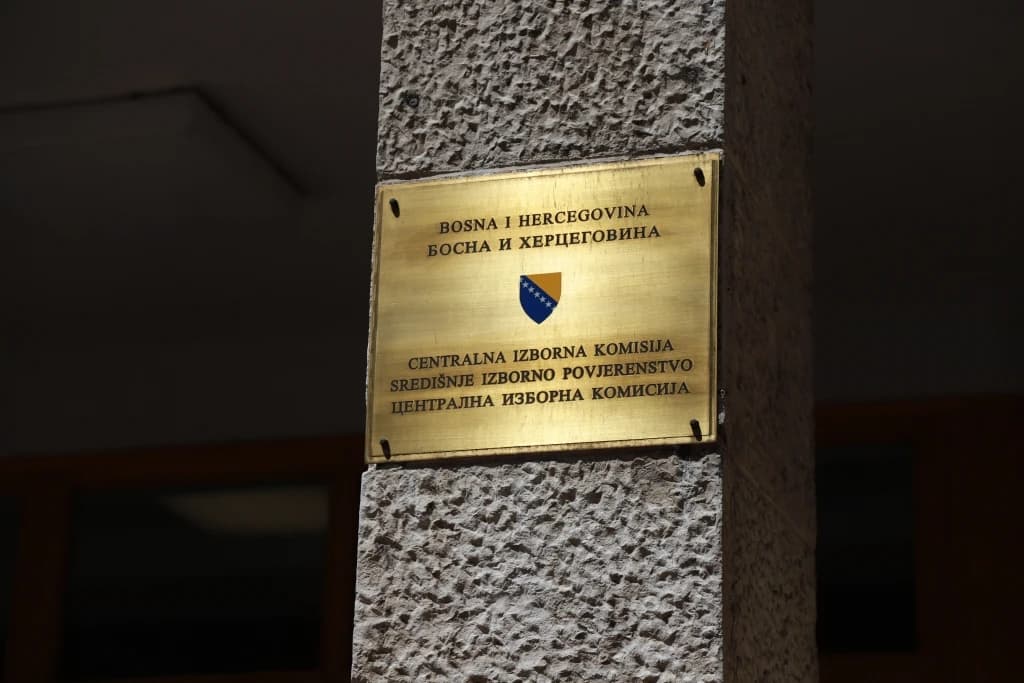 BOSNA I HERCEGOVINA
БОСНА И ХЕРЦЕГОВИНА
CENTRALNA IZBORNA KOMISIJA
SREDIŠNJE IZBORNO POVJERENSTVO
ЦЕНТРАЛНА ИЗБОРНА КОМИСИЈА